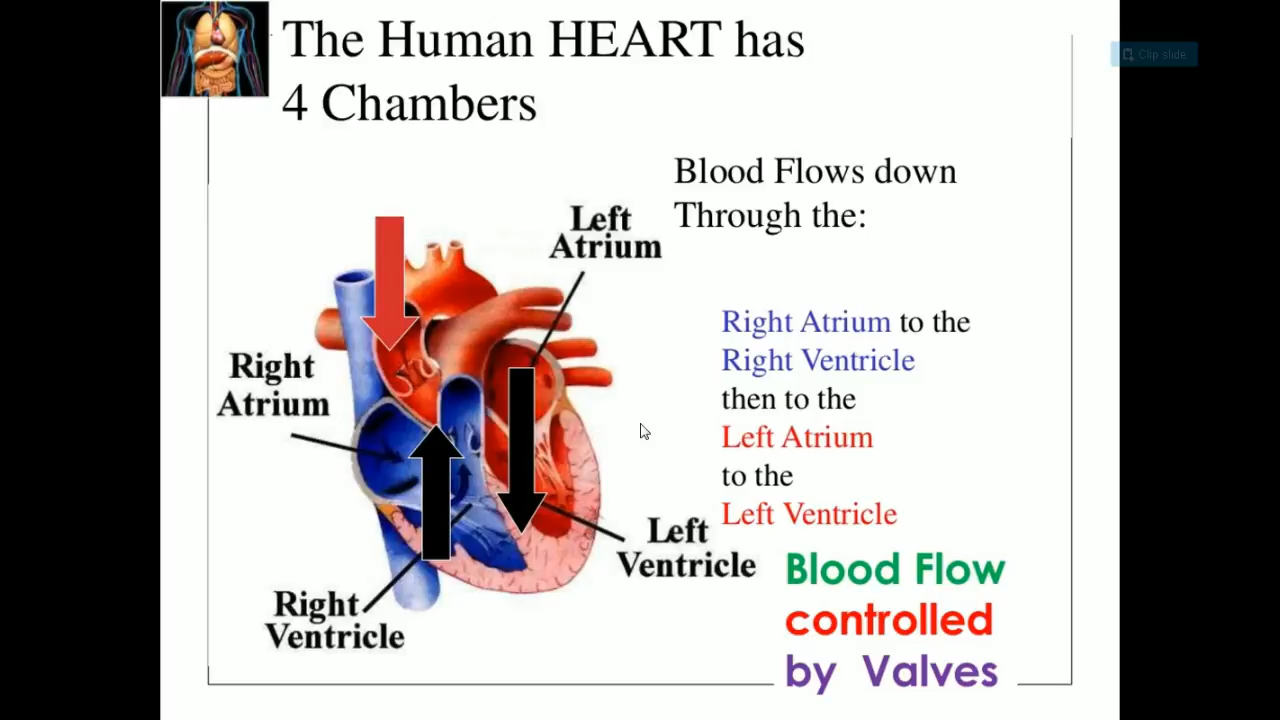 The Human HEART has
4 Chambers
Clip slide
Blood Flows down
Through the:
Left
Atrium
Right
Atrium
Right Atrium to the
Right Ventricle
then to the
Left Atrium
to the
Left Ventricle
Left
Ventricle
Right
Ventricle
Blood Flow
controlled
by Valves